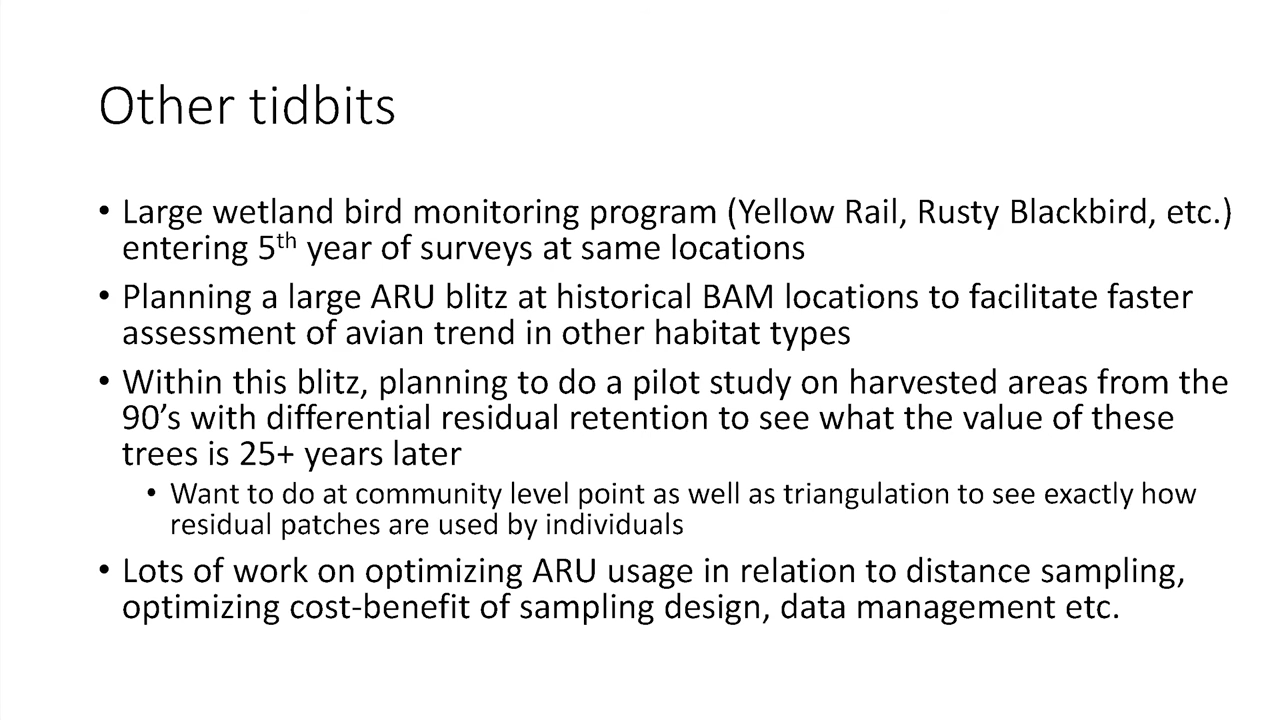 Other tidbits
• Large wetland bird monitoring program (Yellow Rail, Rusty Blackbird, etc.)
entering 5th year of surveys at same locations
• Planning a large ARU blitz at historical BAM locations to facilitate faster
assessment of avian trend in other habitat types
• Within this blitz, planning to do a pilot study on harvested areas from the
90’s with differential residual retention to see what the value of these
trees is 25+ years later
• Want to do at community level point as well as triangulation to see exactly how
residual patches are used by individuals
• Lots of work on optimizing ARU usage in relation to distance sampling,
optimizing cost-benefit of sampling design, data management etc.